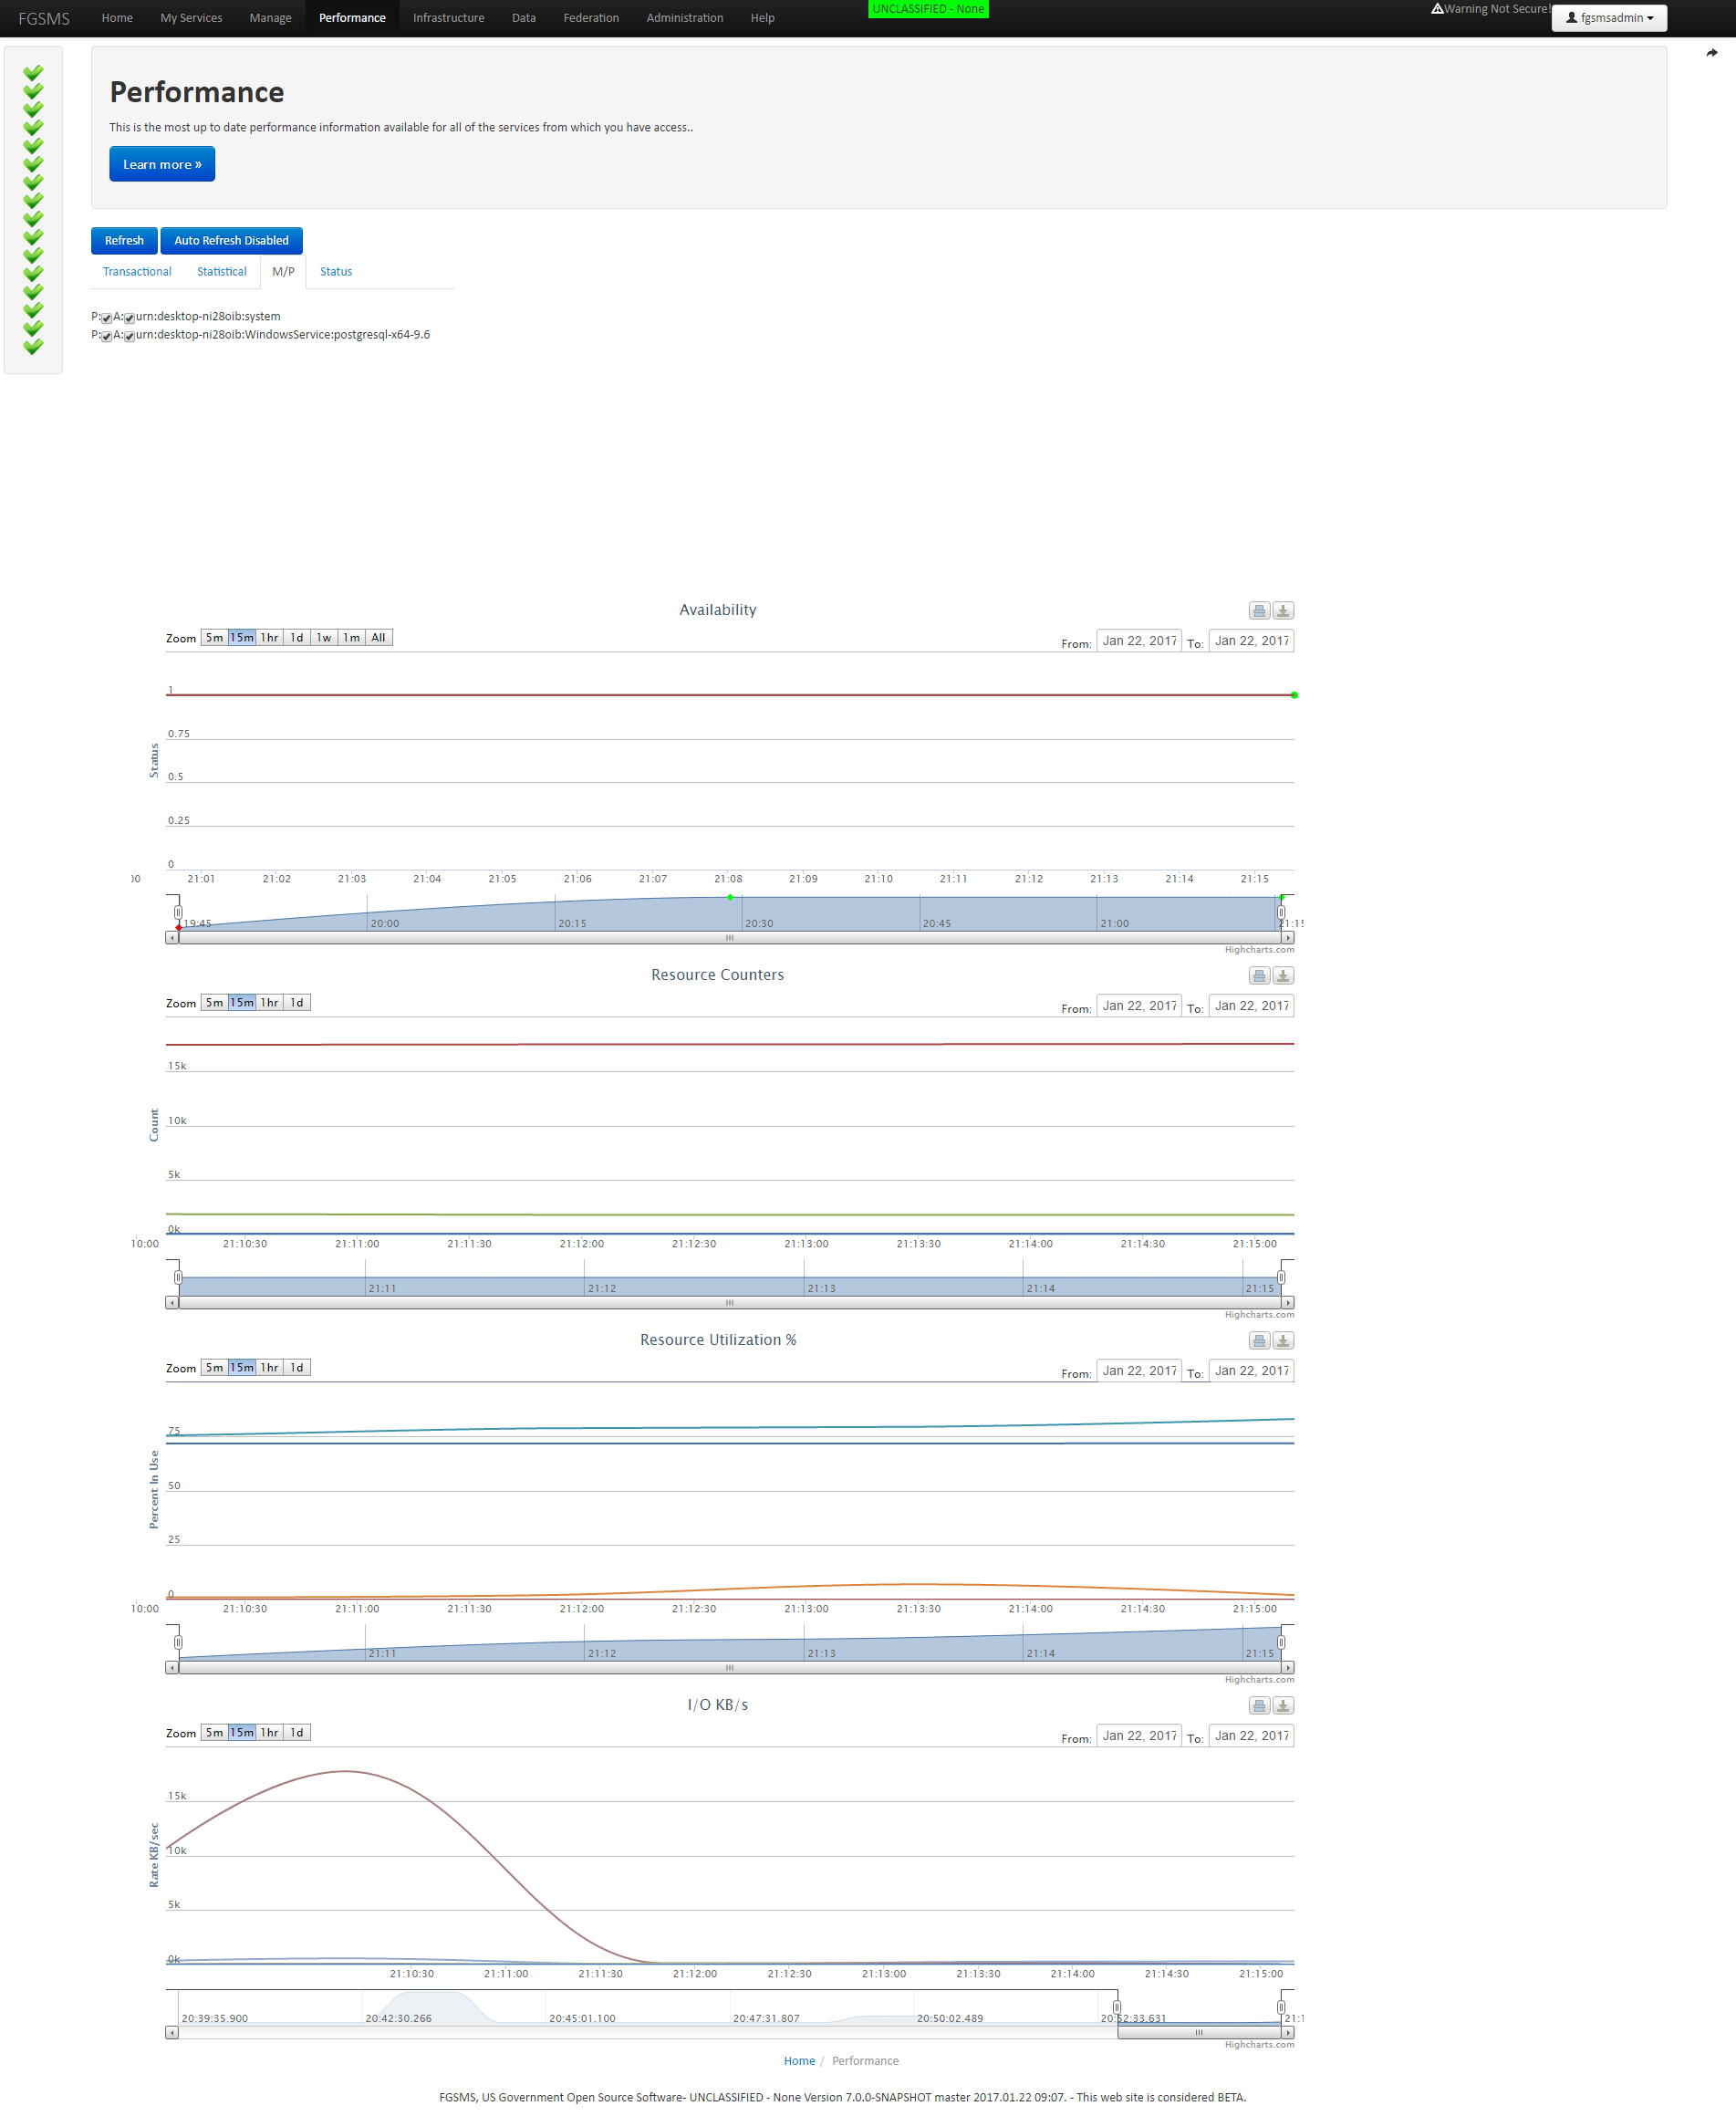 FGSMS Home My Services Manage Performance Infrastructure Data Federation Administration Help UNCLASSIFIED - None Warning Not Secure! fgsmsadmin
Performance
This is the most up to date performance information available for all of the services from which you have access..
Learn more »
Refresh Auto Refresh Disabled
Transactional Statistical M/P Status
P: A: urn:desktop-ni28oib:system
P: A: urn:desktop-ni28oib:WindowsService:postgresql-x64-9.6
Availability
Zoom 5m 15m 1hr 1d 1w 1m All From: Jan 22, 2017 To: Jan 22, 2017
1
0.75
Status
0.5
0.25
0
00 21:01 21:02 21:03 21:04 21:05 21:06 21:07 21:08 21:09 21:10 21:11 21:12 21:13 21:14 21:15
19:45 20:00 20:15 20:30 20:45 21:00 21:15
Highcharts.com
Resource Counters
Zoom 5m 15m 1hr 1d From: Jan 22, 2017 To: Jan 22, 2017
15k
10k
Count
5k
0k
10:00 21:10:30 21:11:00 21:11:30 21:12:00 21:12:30 21:13:00 21:13:30 21:14:00 21:14:30 21:15:00
21:11 21:12 21:13 21:14 21:15
Highcharts.com
Resource Utilization %
Zoom 5m 15m 1hr 1d From: Jan 22, 2017 To: Jan 22, 2017
75
50
Percent In Use
25
0
10:00 21:10:30 21:11:00 21:11:30 21:12:00 21:12:30 21:13:00 21:13:30 21:14:00 21:14:30 21:15:00
21:11 21:12 21:13 21:14 21:15
Highcharts.com
I/O KB/s
Zoom 5m 15m 1hr 1d From: Jan 22, 2017 To: Jan 22, 2017
15k
10k
Rate KB/sec
5k
0k
21:10:30 21:11:00 21:11:30 21:12:00 21:12:30 21:13:00 21:13:30 21:14:00 21:14:30 21:15:00
20:39:35.900 20:42:30.266 20:45:01.100 20:47:31.807 20:50:02.489 20:52:33.631 21:1
Highcharts.com
Home / Performance
FGSMS, US Government Open Source Software- UNCLASSIFIED - None Version 7.0.0-SNAPSHOT master 2017.01.22 09:07. - This web site is considered BETA.